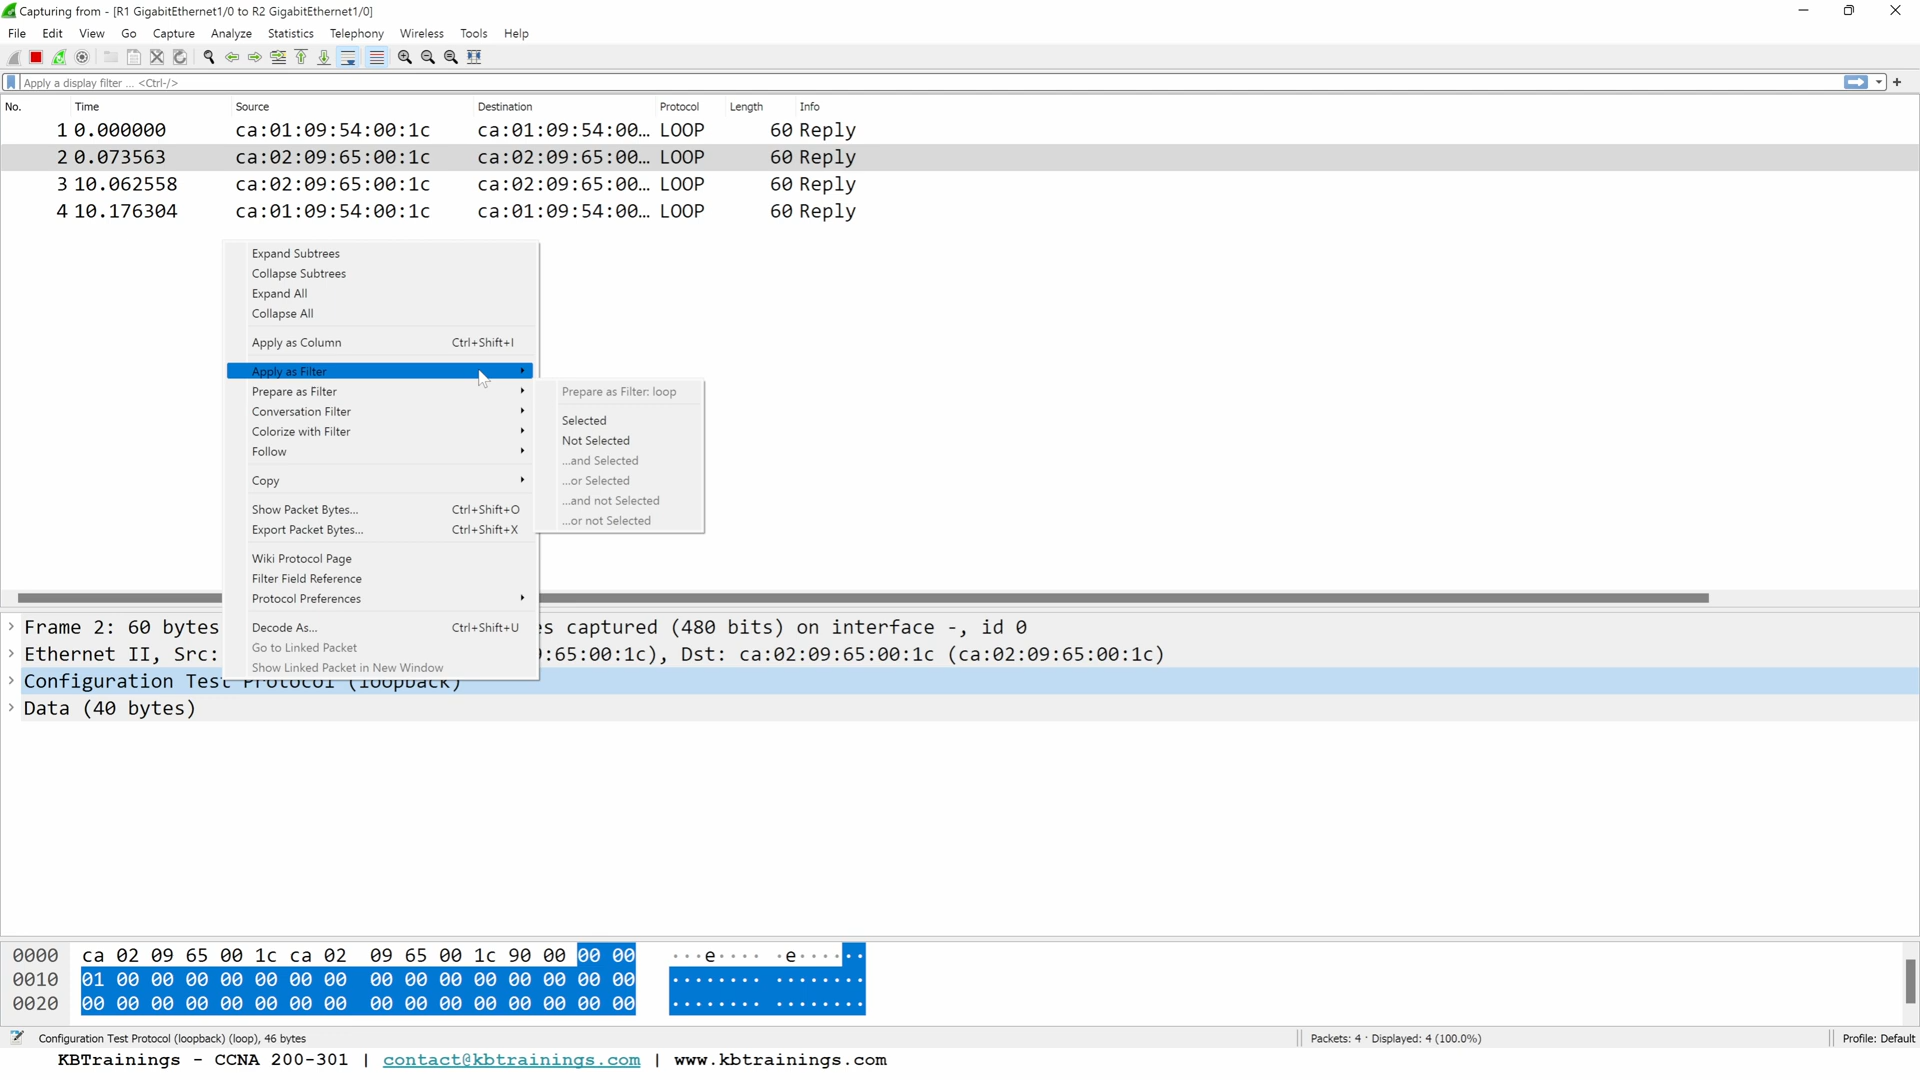 Capturing from - [R1 GigabitEthernet1/0 to R2 GigabitEthernet1/0]
File Edit View Go Capture Analyze Statistics Telephony Wireless Tools Help
Apply a display filter ... <Ctrl-/>
No. Time Source Destination Protocol Length Info
1 0.000000 ca:01:09:54:00:1c ca:01:09:54:00… LOOP 60 Reply
2 0.073563 ca:02:09:65:00:1c ca:02:09:65:00… LOOP 60 Reply
3 10.062558 ca:02:09:65:00:1c ca:02:09:65:00… LOOP 60 Reply
4 10.176304 ca:01:09:54:00:1c ca:01:09:54:00… LOOP 60 Reply
Expand Subtrees
Collapse Subtrees
Expand All
Collapse All
Apply as Column Ctrl+Shift+I
Apply as Filter
Prepare as Filter
Conversation Filter
Colorize with Filter
Follow
Copy
Show Packet Bytes... Ctrl+Shift+O
Export Packet Bytes... Ctrl+Shift+X
Wiki Protocol Page
Filter Field Reference
Protocol Preferences
Decode As... Ctrl+Shift+U
Go to Linked Packet
Show Linked Packet in New Window
Prepare as Filter: loop
Selected
Not Selected
...and Selected
...or Selected
...and not Selected
...or not Selected
Frame 2: 60 bytes s captured (480 bits) on interface -, id 0
Ethernet II, Src: :65:00:1c), Dst: ca:02:09:65:00:1c (ca:02:09:65:00:1c)
Configuration Test Protocol (loopback)
Data (40 bytes)
0000 ca 02 09 65 00 1c ca 02 09 65 00 1c 90 00 00 00 ···e···· ·e······
0010 01 00 00 00 00 00 00 00 00 00 00 00 00 00 00 00 ········ ········
0020 00 00 00 00 00 00 00 00 00 00 00 00 00 00 00 00 ········ ········
Configuration Test Protocol (loopback) (loop), 46 bytes Packets: 4 · Displayed: 4 (100.0%) Profile: Default
KBTrainings - CCNA 200-301 | contact@kbtrainings.com | www.kbtrainings.com